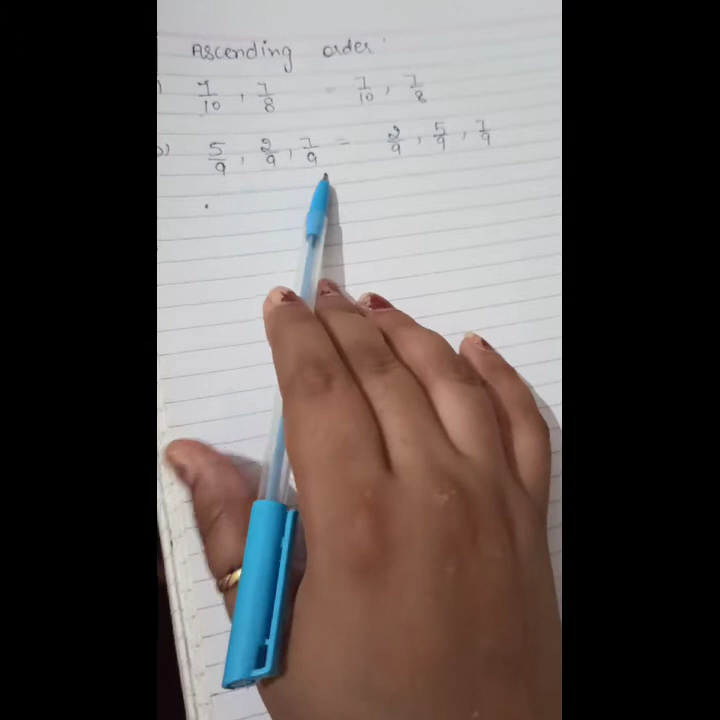 Ascending order
7/10, 7/8 = 7/10, 7/8
5/9, 2/9, 7/9 = 2/9, 5/9, 7/9